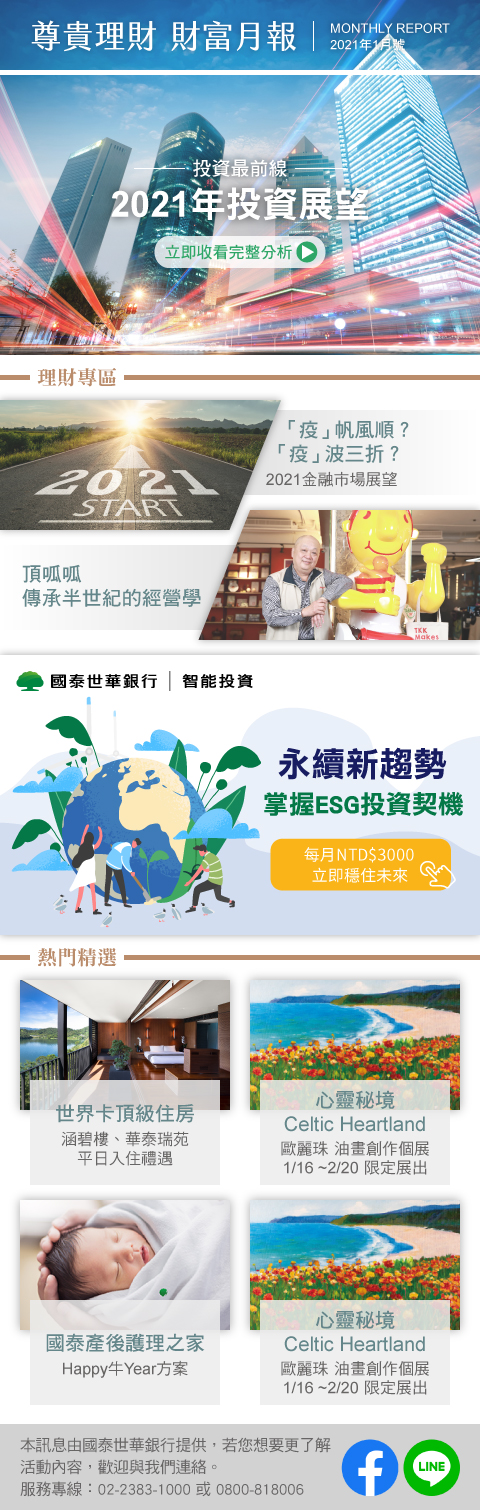 尊貴理財 財富月報
MONTHLY REPORT
2021年1月號
投資最前線
2021年投資展望
立即收看完整分析
理財專區
「疫」帆風順？
「疫」波三折？
2021金融市場展望
2021
START
頂呱呱
傳承半世紀的經營學
TKK
Makes
國泰世華銀行｜智能投資
永續新趨勢
掌握ESG投資契機
每月NTD$3000
立即穩住未來
熱門精選
世界卡頂級住房
涵碧樓、華泰瑞苑
平日入住禮遇
心靈秘境
Celtic Heartland
歐麗珠 油畫創作個展
1/16 ~2/20 限定展出
國泰產後護理之家
Happy牛Year方案
心靈秘境
Celtic Heartland
歐麗珠 油畫創作個展
1/16 ~2/20 限定展出
本訊息由國泰世華銀行提供，若您想要更了解
活動內容，歡迎與我們連絡。
服務專線：02-2383-1000 或 0800-818006
LINE